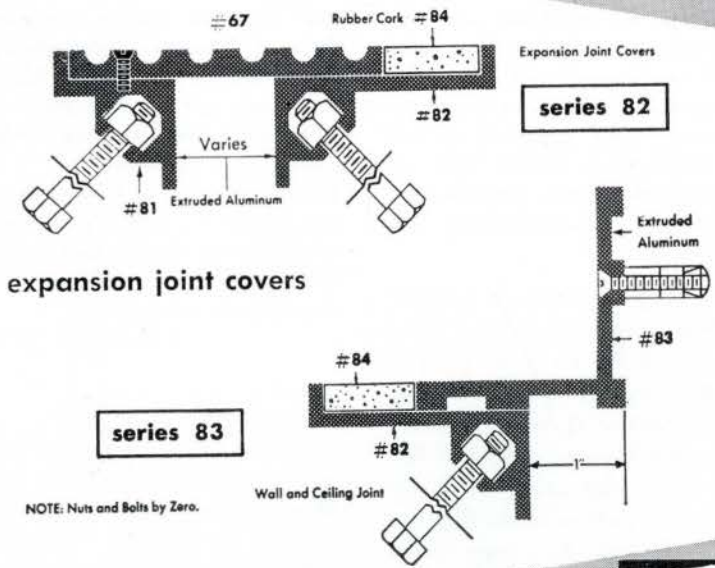 #67
Rubber Cork
#84
Expansion Joint Covers
#82
series 82
Varies
#81
Extruded Aluminum
Extruded
Aluminum
expansion joint covers
#83
#84
series 83
#82
1"
Wall and Ceiling Joint
NOTE: Nuts and Bolts by Zero.